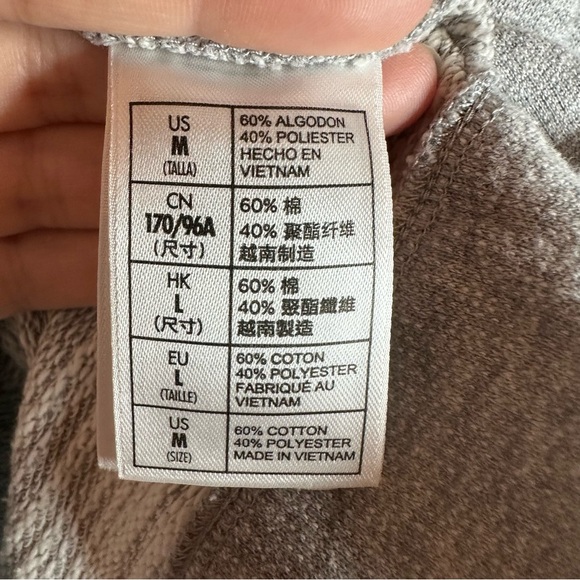 US
M
(TALLA)
60% ALGODON
40% POLIESTER
HECHO EN
VIETNAM
CN
170/96A
(尺寸)
60% 棉
40% 聚酯纤维
越南制造
HK
L
(尺寸)
60% 棉
40% 聚酯纖維
越南製造
EU
L
(TAILLE)
60% COTON
40% POLYESTER
FABRIQUÉ AU
VIETNAM
US
M
(SIZE)
60% COTTON
40% POLYESTER
MADE IN VIETNAM